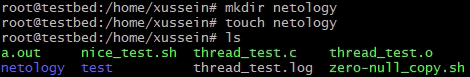 root@testbed:/home/xussein# mkdir netology
root@testbed:/home/xussein# touch netology
root@testbed:/home/xussein# ls
a.out nice_test.sh thread_test.c thread_test.o
netology test thread_test.log zero-null_copy.sh